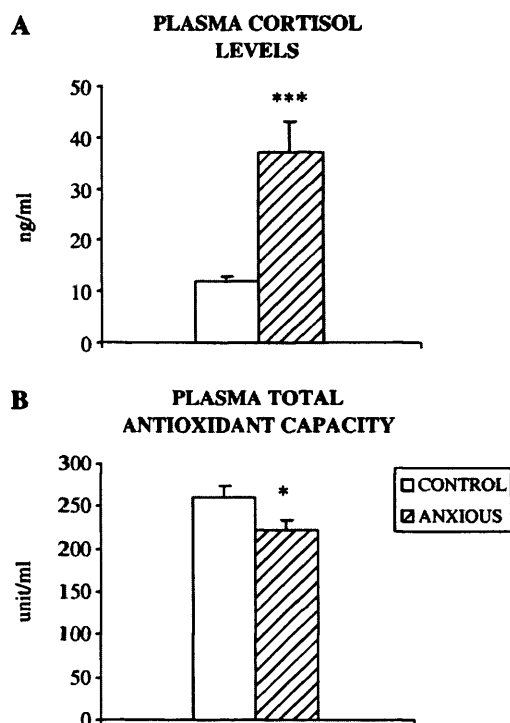 A
PLASMA CORTISOL
LEVELS
50
***
40
30
20
10
0
ng/ml
B
PLASMA TOTAL
ANTIOXIDANT CAPACITY
300
250
*
200
150
100
50
0
unit/ml
CONTROL
ANXIOUS